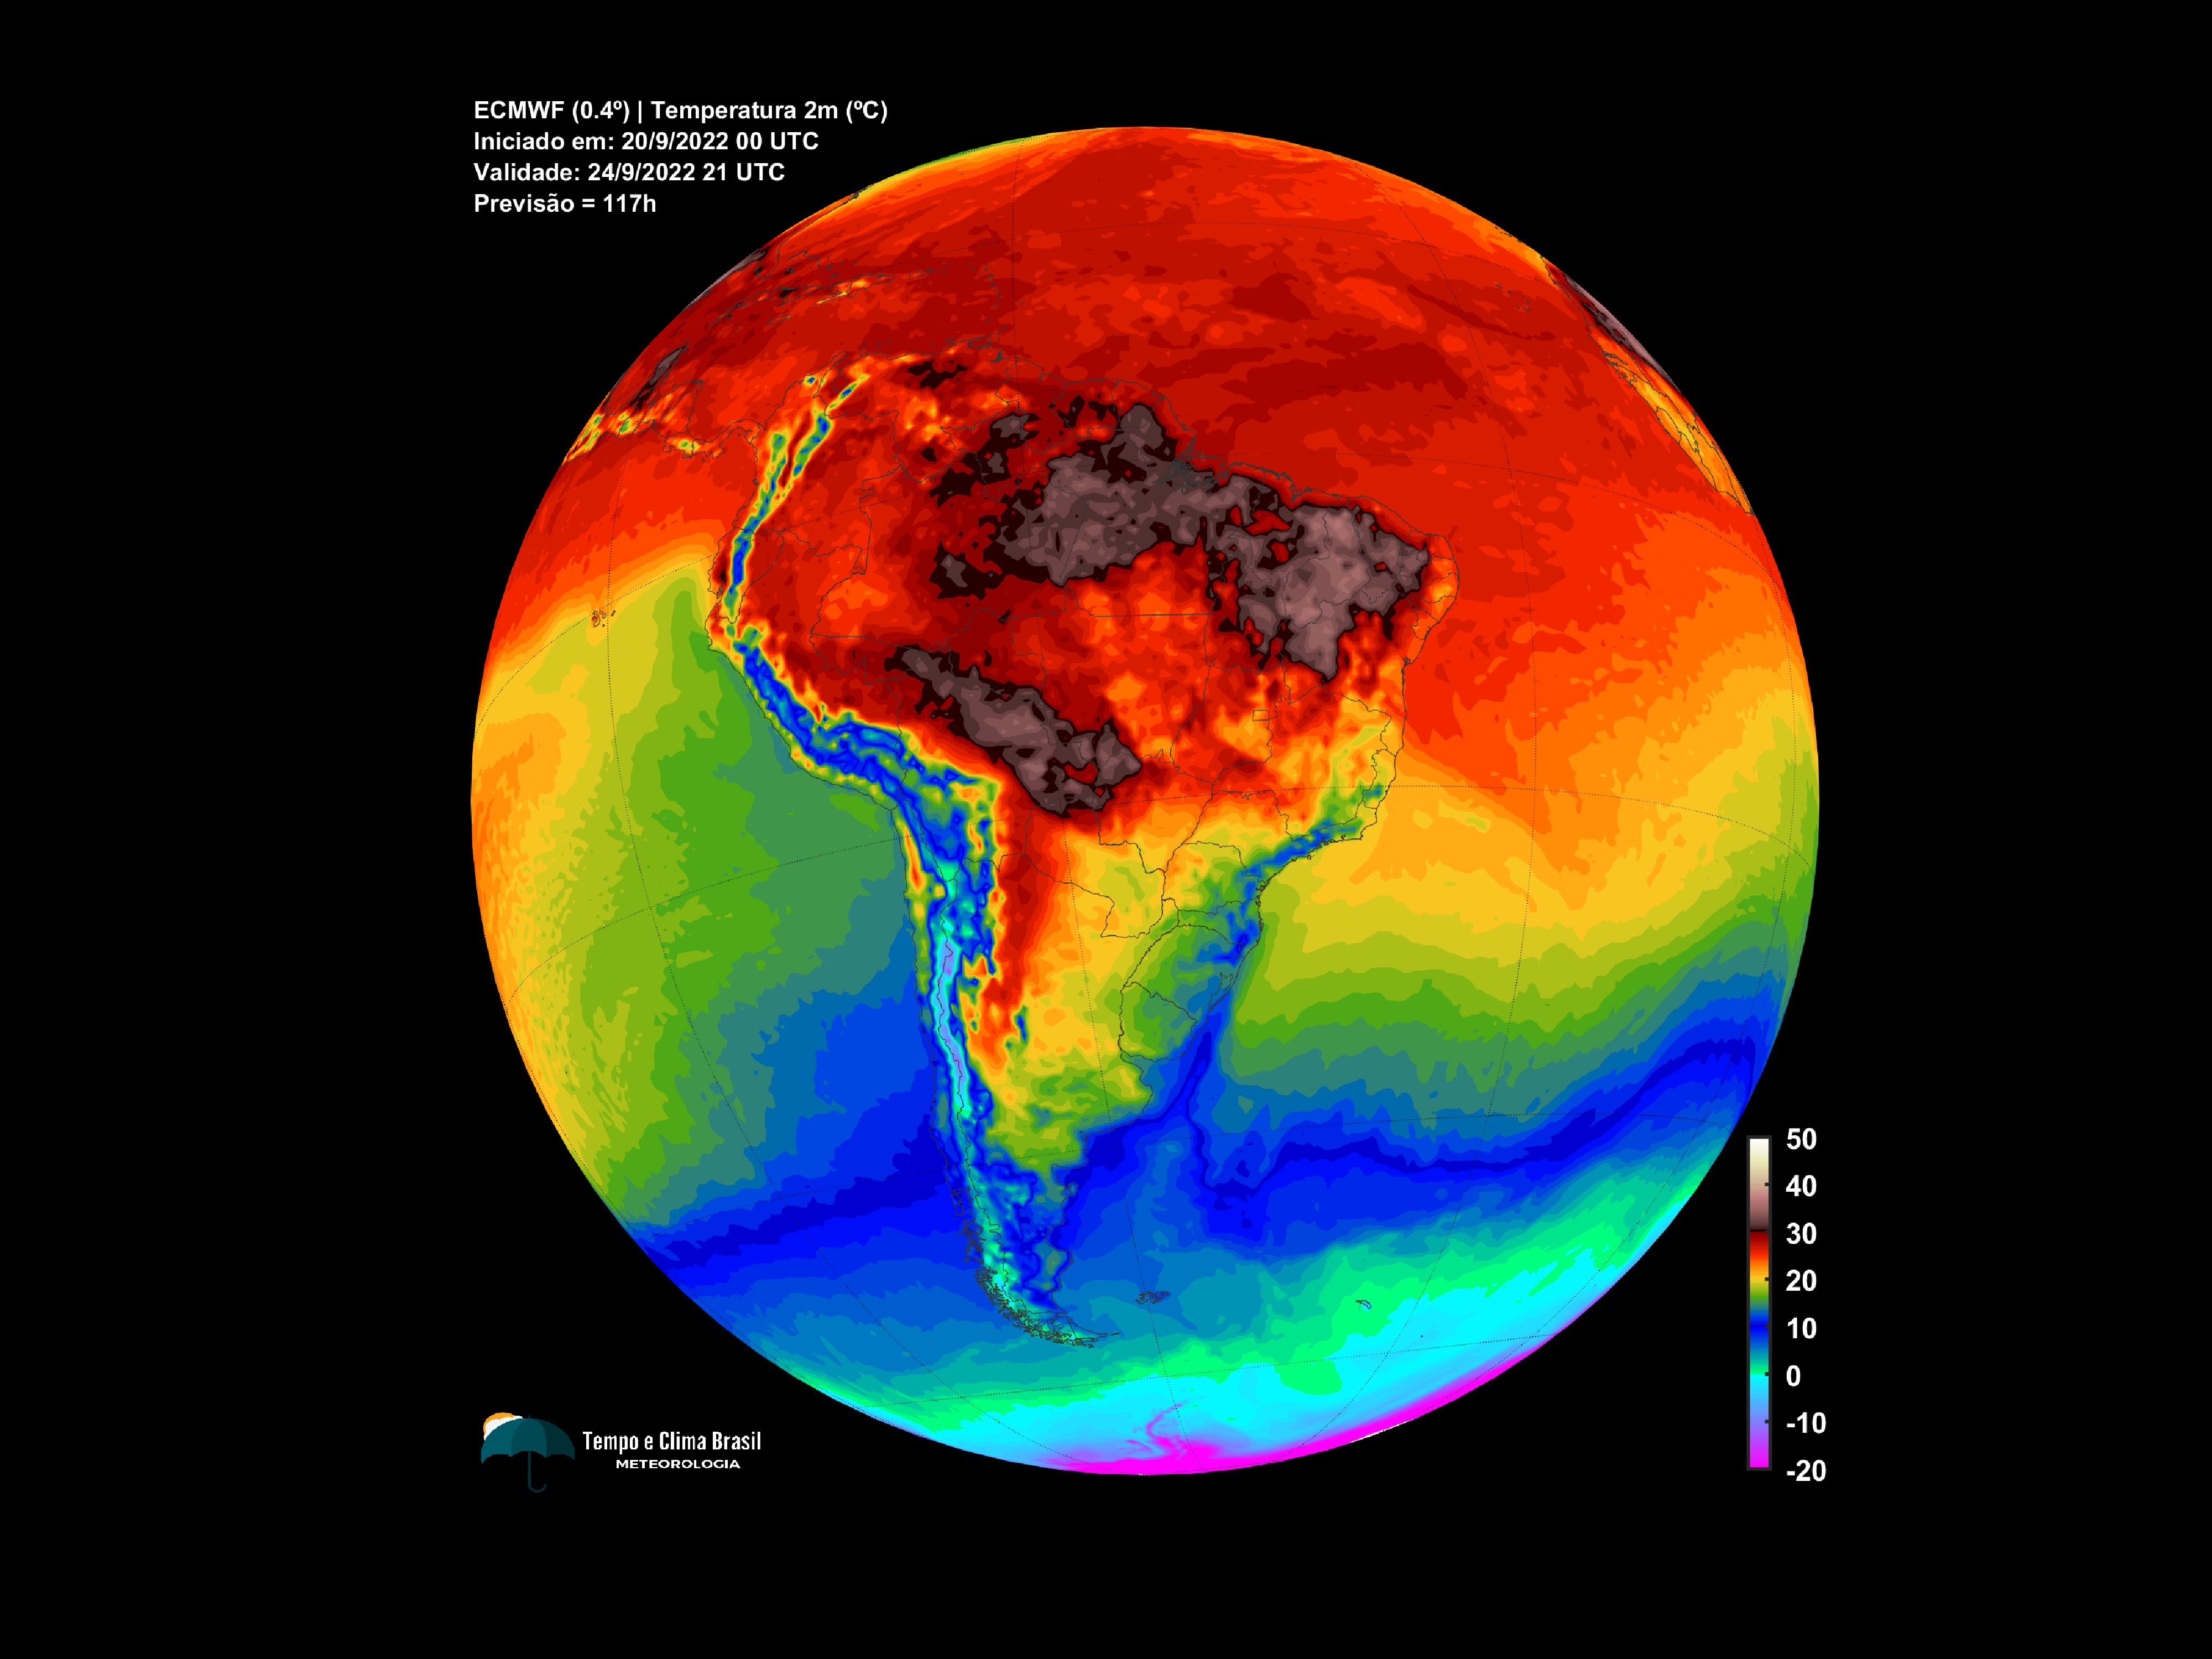 ECMWF (0.4º) | Temperatura 2m (ºC)
Iniciado em: 20/9/2022 00 UTC
Validade: 24/9/2022 21 UTC
Previsão = 117h
50
40
30
20
10
0
-10
-20
Tempo e Clima Brasil
METEOROLOGIA